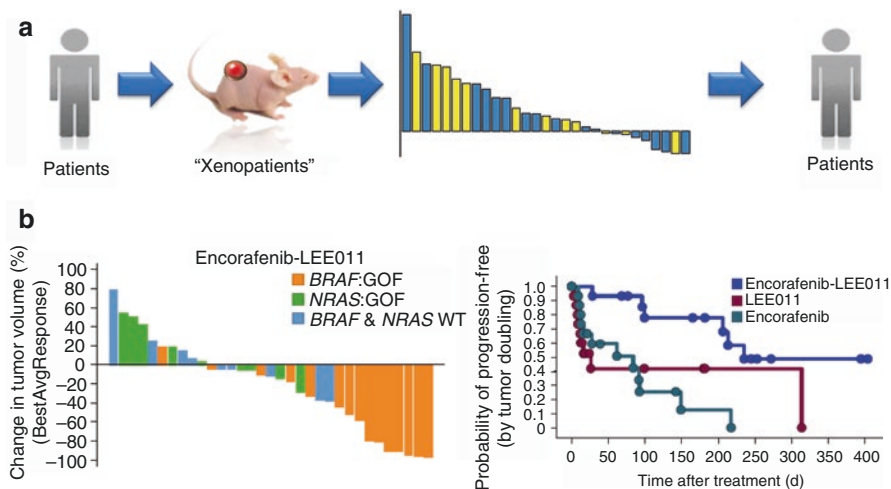 a
Patients
"Xenopatients"
Patients
b
Change in tumor volume (%)
(BestAvgResponse)
100
80
60
40
20
0
−20
−40
−60
−80
−100
Encorafenib-LEE011
BRAF:GOF
NRAS:GOF
BRAF & NRAS WT
Probability of progression-free
(by tumor doubling)
1.0
0.9
0.8
0.7
0.6
0.5
0.4
0.3
0.2
0.1
0
Encorafenib-LEE011
LEE011
Encorafenib
0 50 100 150 200 250 300 350 400
Time after treatment (d)